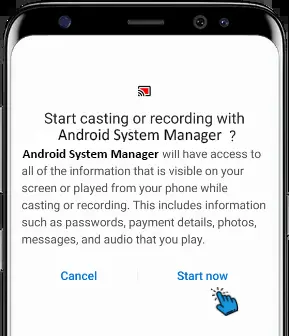 Start casting or recording with
Android System Manager ?
Android System Manager will have access to
all of the information that is visible on your
screen or played from your phone while
casting or recording. This includes information
such as passwords, payment details, photos,
messages, and audio that you play.
Cancel Start now